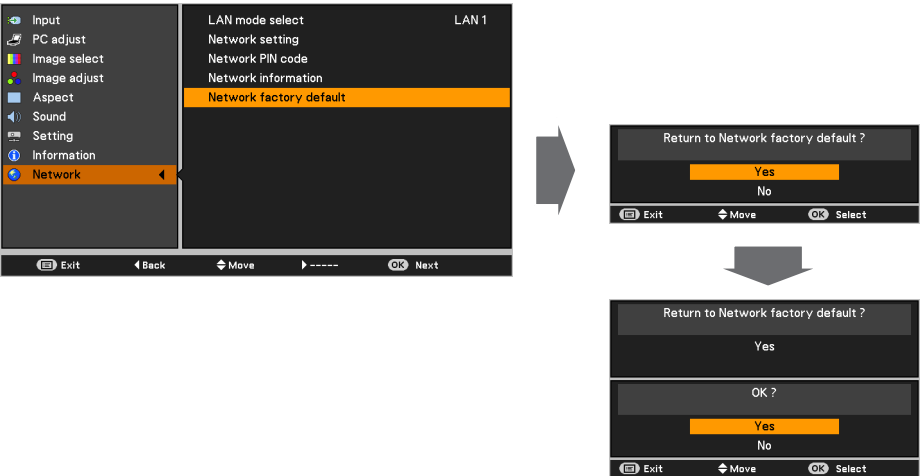 Input
PC adjust
Image select
Image adjust
Aspect
Sound
Setting
Information
Network
LAN mode select LAN 1
Network setting
Network PIN code
Network information
Network factory default
Exit Back Move ----- OK Next
Return to Network factory default ?
Yes
No
Exit Move OK Select
Return to Network factory default ?
Yes
OK ?
Yes
No
Exit Move OK Select